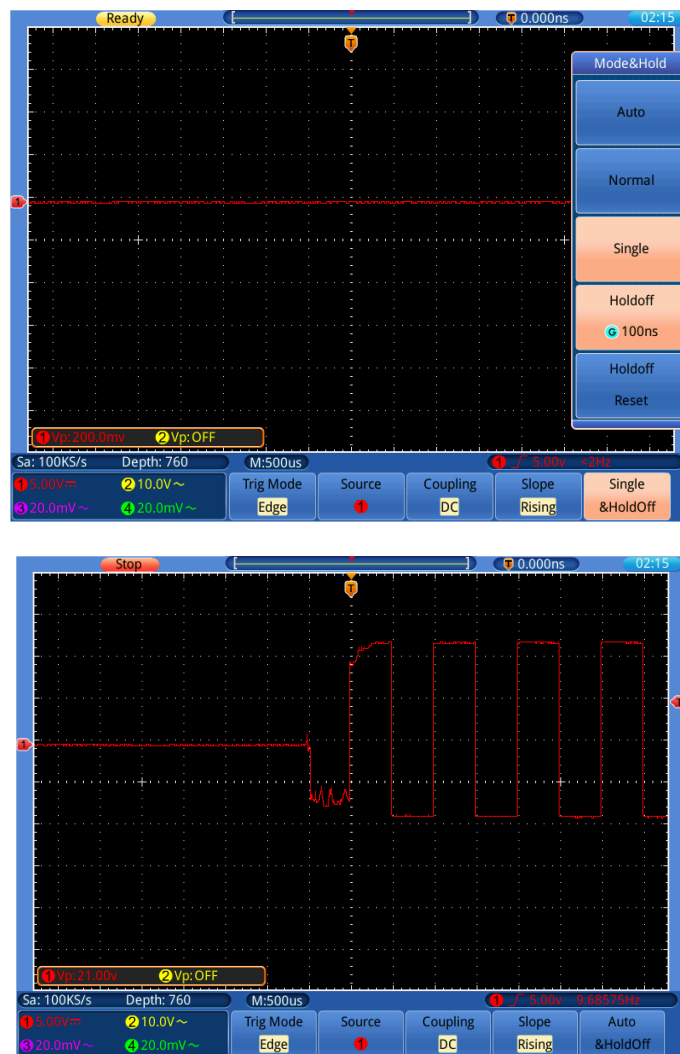 Ready T 0.000ns 02:15
T
Mode&Hold
Auto
Normal
1
Single
Holdoff
G 100ns
Holdoff
Reset
1 Vp:200.0mv 2 Vp:OFF
Sa: 100KS/s Depth: 760 M:500us 1 5.00v <2Hz
1 5.00V 2 10.0V~ Trig Mode Source Coupling Slope Single
3 20.0mV~ 4 20.0mV~ Edge 1 DC Rising &HoldOff
Stop T 0.000ns 02:15
T
1
1 Vp:21.00v 2 Vp:OFF
Sa: 100KS/s Depth: 760 M:500us 1 5.00v 9.68575Hz
1 5.00V 2 10.0V~ Trig Mode Source Coupling Slope Auto
3 20.0mV~ 4 20.0mV~ Edge 1 DC Rising &HoldOff